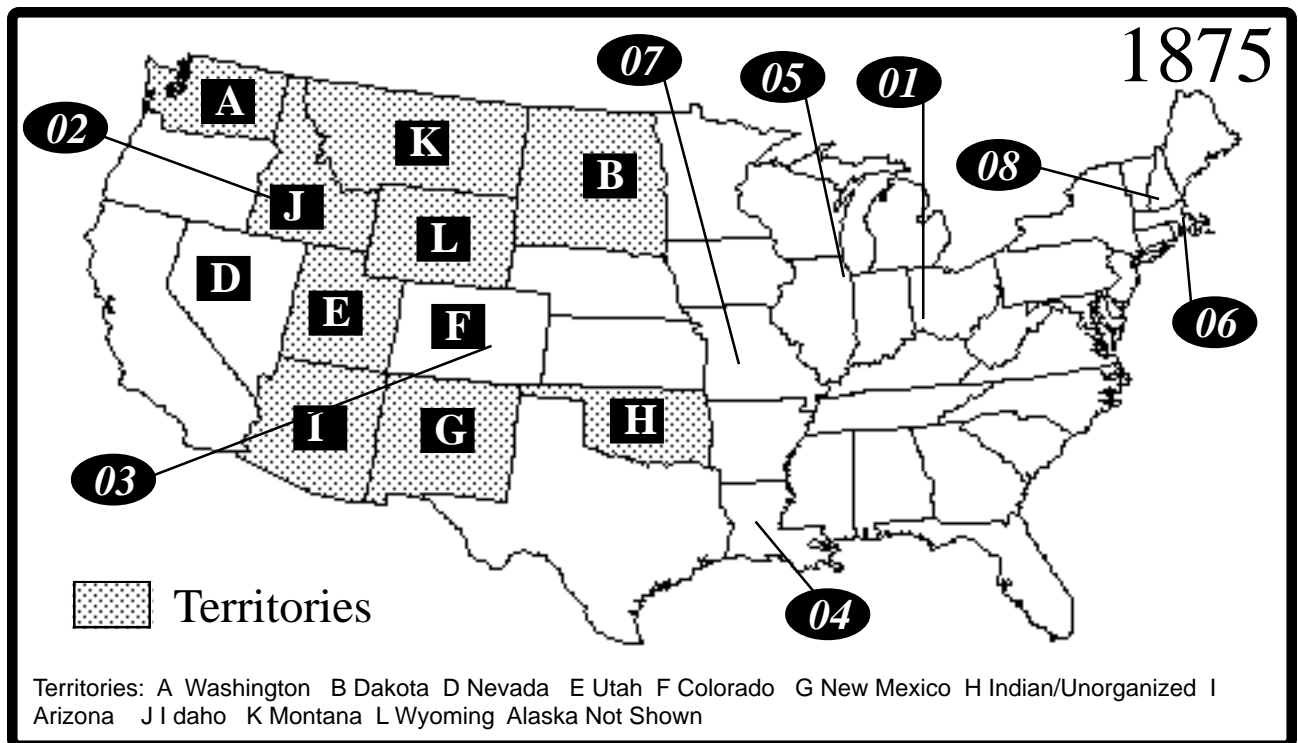 1875
07
05
01
02
A
K
B
08
J
L
D
E
F
06
I
G
H
03
04
Territories
Territories: A Washington B Dakota D Nevada E Utah F Colorado G New Mexico H Indian/Unorganized I
Arizona J I daho K Montana L Wyoming Alaska Not Shown